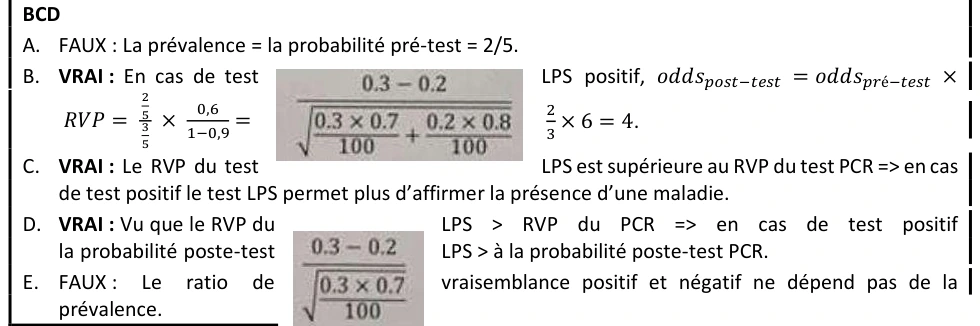 BCD
A. FAUX : La prévalence = la probabilité pré-test = 2/5.
B. VRAI : En cas de test LPS positif, odds_{post-test} = odds_{pré-test} ×
RVP = (2/5)/(3/5) × 0,6/(1−0,9) = 2/3 × 6 = 4.
(0.3 − 0.2)/√(0.3 × 0.7/100 + 0.2 × 0.8/100)
C. VRAI : Le RVP du test LPS est supérieure au RVP du test PCR => en cas
de test positif le test LPS permet plus d’affirmer la présence d’une maladie.
D. VRAI : Vu que le RVP du LPS > RVP du PCR => en cas de test positif
la probabilité poste-test LPS > à la probabilité poste-test PCR.
(0.3 − 0.2)/√(0.3 × 0.7/100)
E. FAUX : Le ratio de vraisemblance positif et négatif ne dépend pas de la
prévalence.